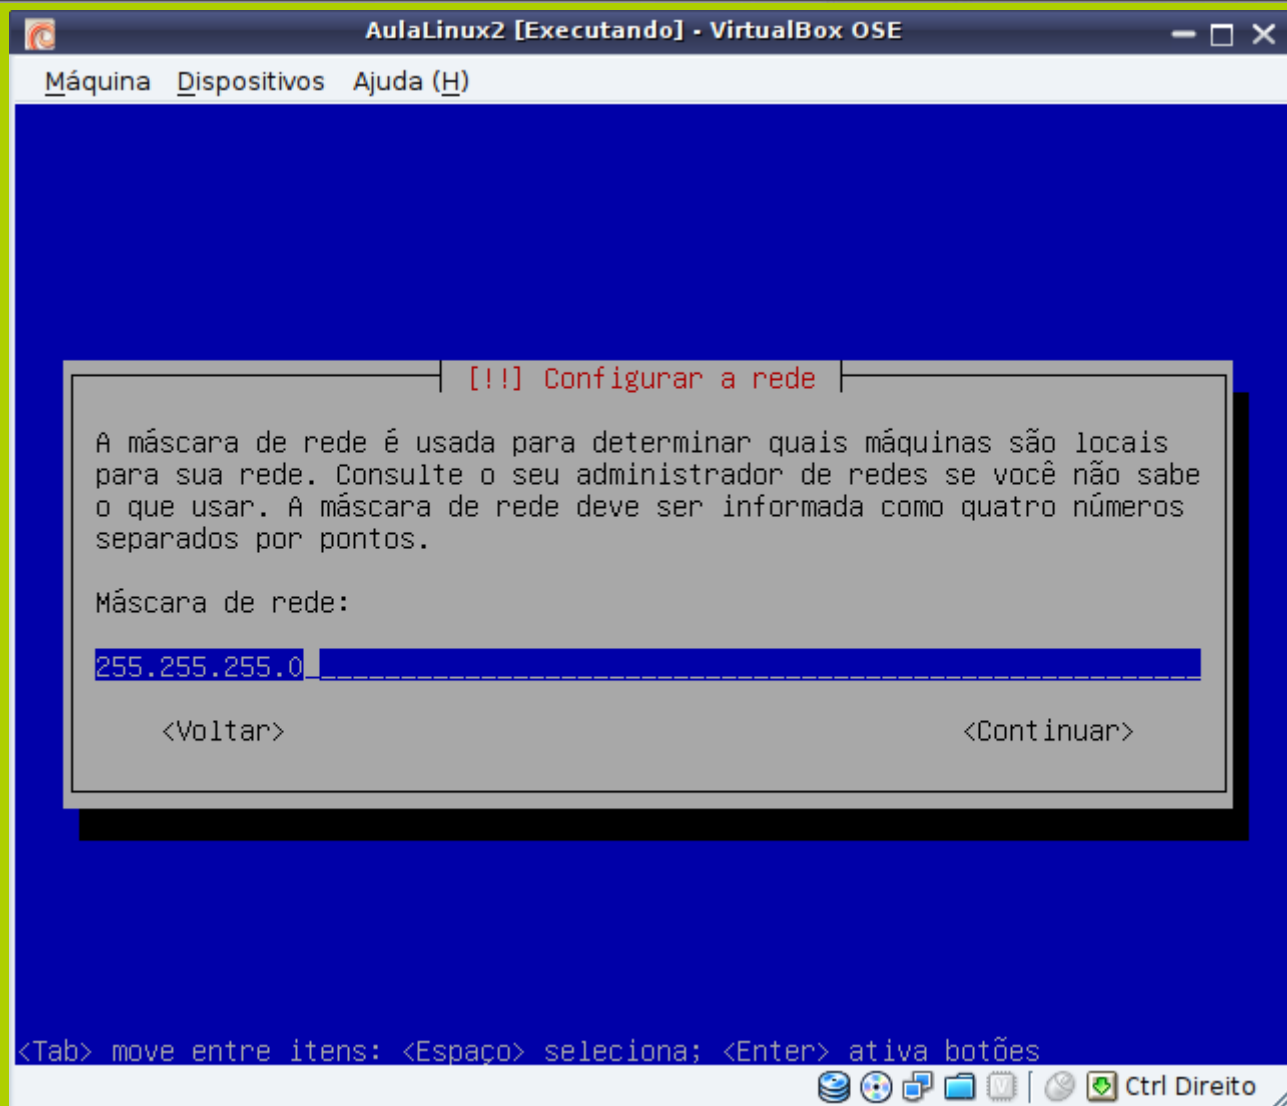 AulaLinux2 [Executando] - VirtualBox OSE
Máquina Dispositivos Ajuda (H)
[!!] Configurar a rede
A máscara de rede é usada para determinar quais máquinas são locais
para sua rede. Consulte o seu administrador de redes se você não sabe
o que usar. A máscara de rede deve ser informada como quatro números
separados por pontos.
Máscara de rede:
255.255.255.0
<Voltar> <Continuar>
<Tab> move entre itens: <Espaço> seleciona; <Enter> ativa botões
Ctrl Direito